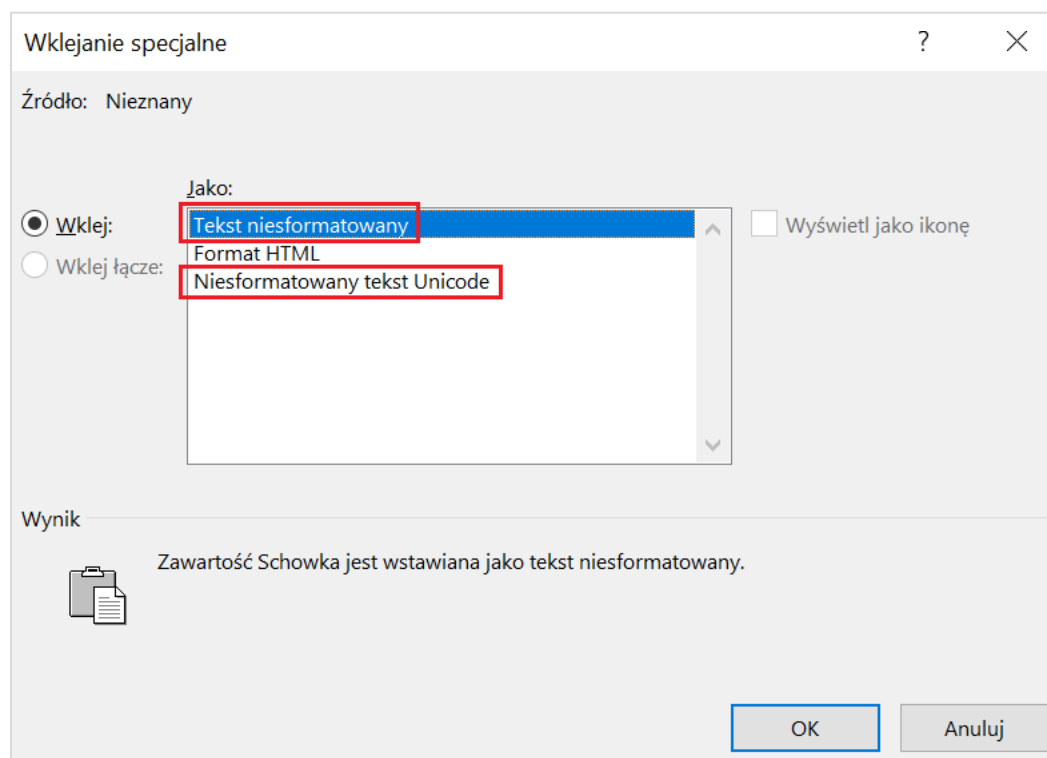 Wklejanie specjalne
?
Źródło: Nieznany
Jako:
Wklej:
Wklej łącze:
Tekst niesformatowany
Format HTML
Niesformatowany tekst Unicode
Wyświetl jako ikonę
Wynik
Zawartość Schowka jest wstawiana jako tekst niesformatowany.
OK
Anuluj